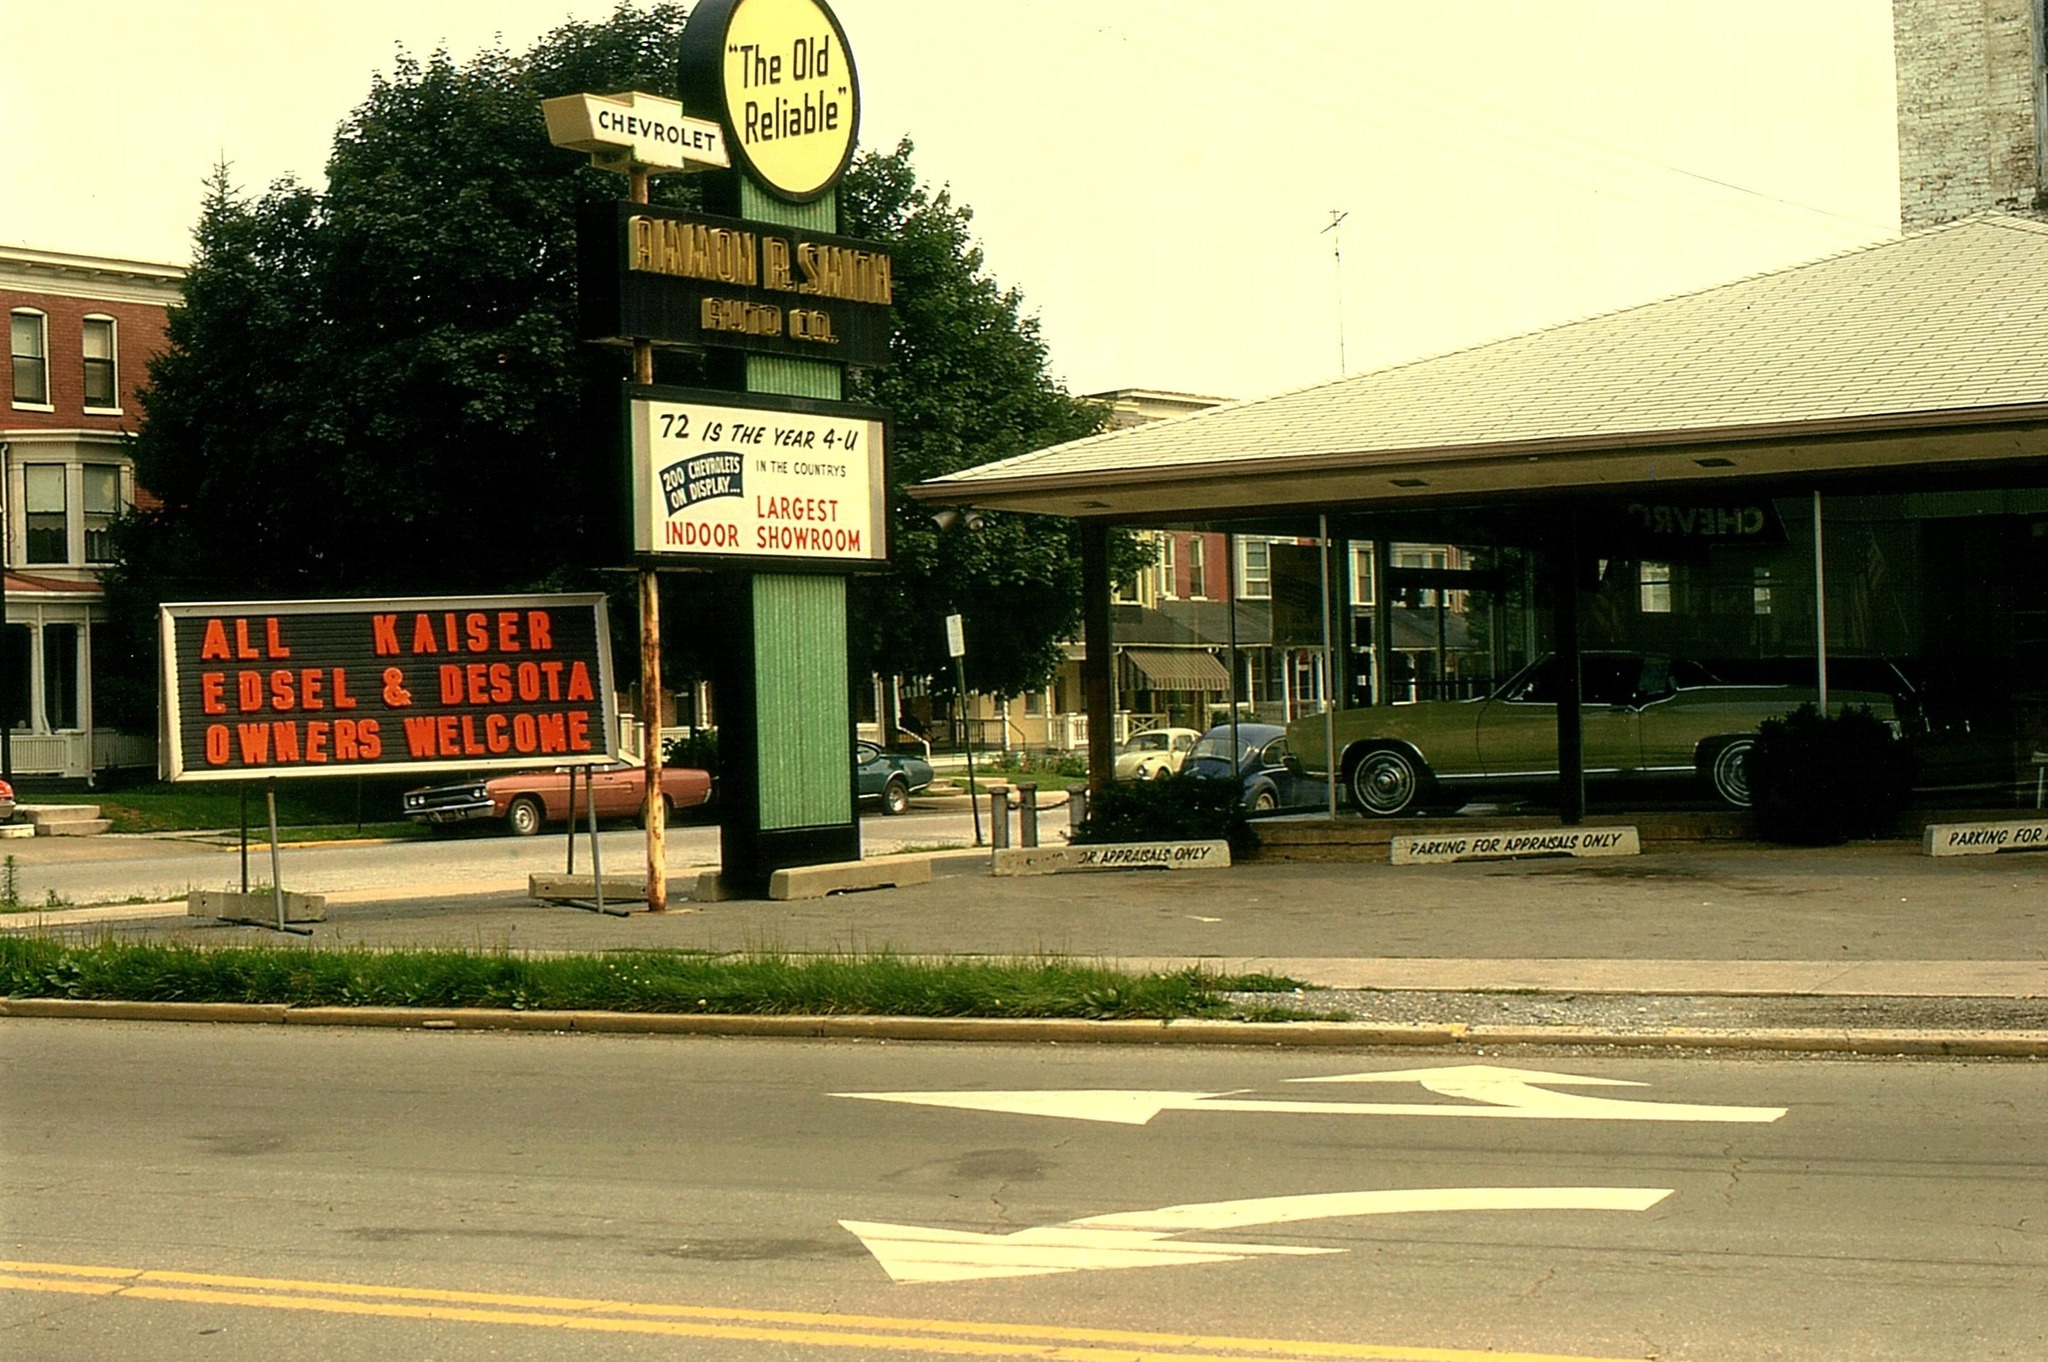 "The Old
Reliable"
CHEVROLET
AMMON R. SMITH
AUTO CO.
72 IS THE YEAR 4-U
200 CHEVROLETS
ON DISPLAY...
IN THE COUNTRYS
LARGEST
INDOOR SHOWROOM
ALL KAISER
EDSEL & DESOTA
OWNERS WELCOME
CHEVRO
OR APPRAISALS ONLY
PARKING FOR APPRAISALS ONLY
PARKING FOR